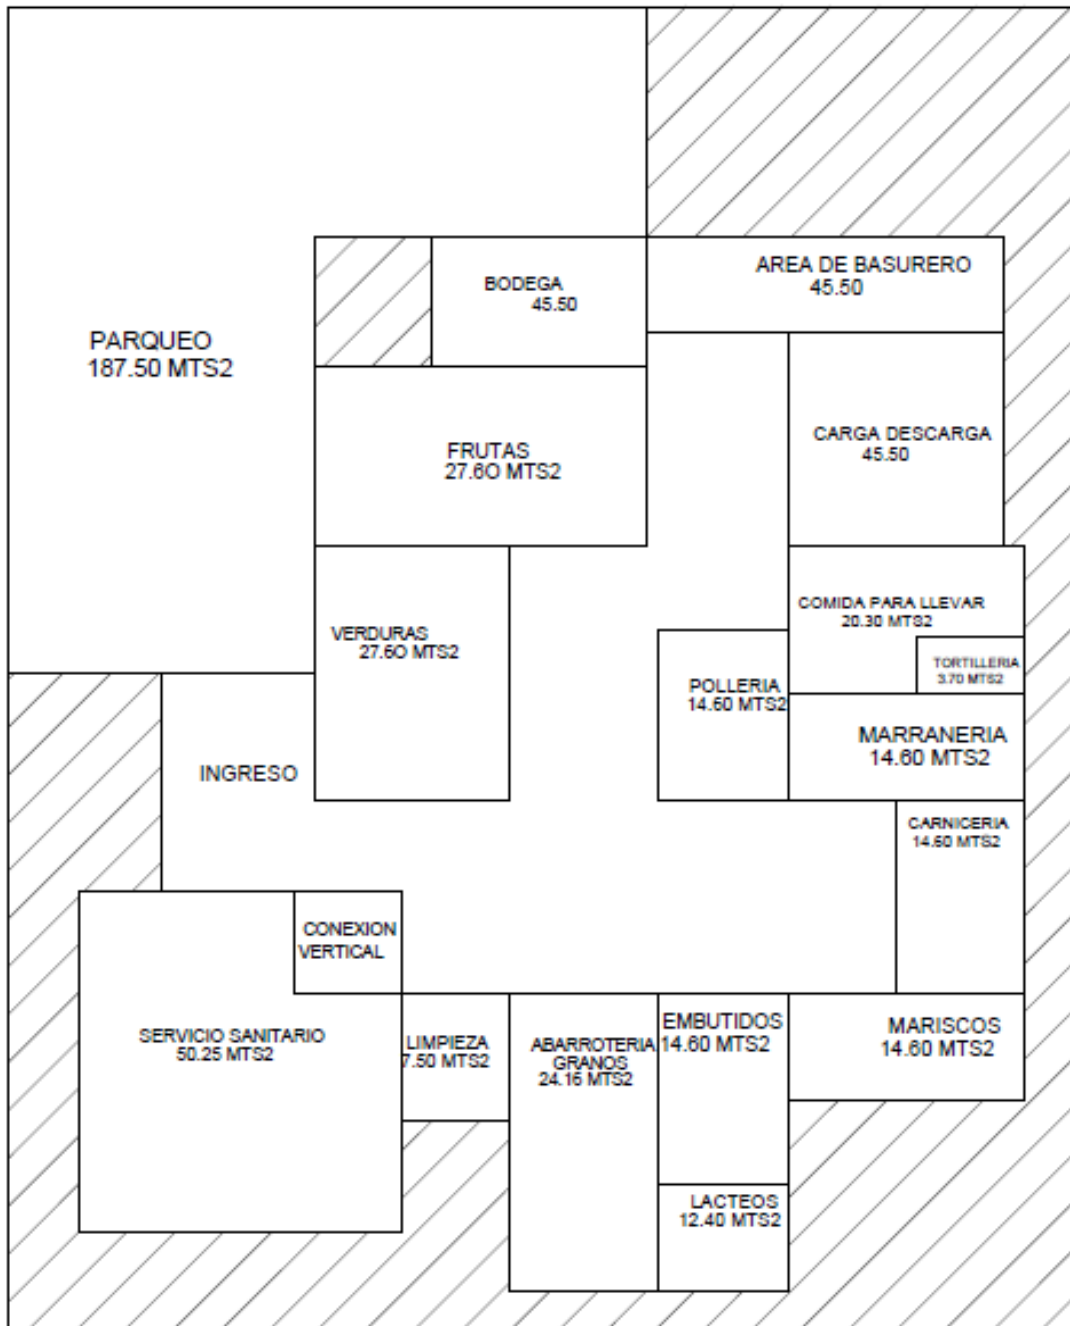 AREA DE BASURERO
45.50
BODEGA
45.50
PARQUEO
187.50 MTS2
CARGA DESCARGA
45.50
FRUTAS
27.6O MTS2
COMIDA PARA LLEVAR
20.30 MTS2
VERDURAS
27.6O MTS2
TORTILLERIA
3.70 MTS2
POLLERIA
14.60 MTS2
MARRANERIA
14.60 MTS2
INGRESO
CARNICERIA
14.60 MTS2
CONEXION
VERTICAL
SERVICIO SANITARIO
50.25 MTS2
LIMPIEZA
7.50 MTS2
ABARROTERIA
GRANOS
24.16 MTS2
EMBUTIDOS
14.60 MTS2
MARISCOS
14.60 MTS2
LACTEOS
12.40 MTS2